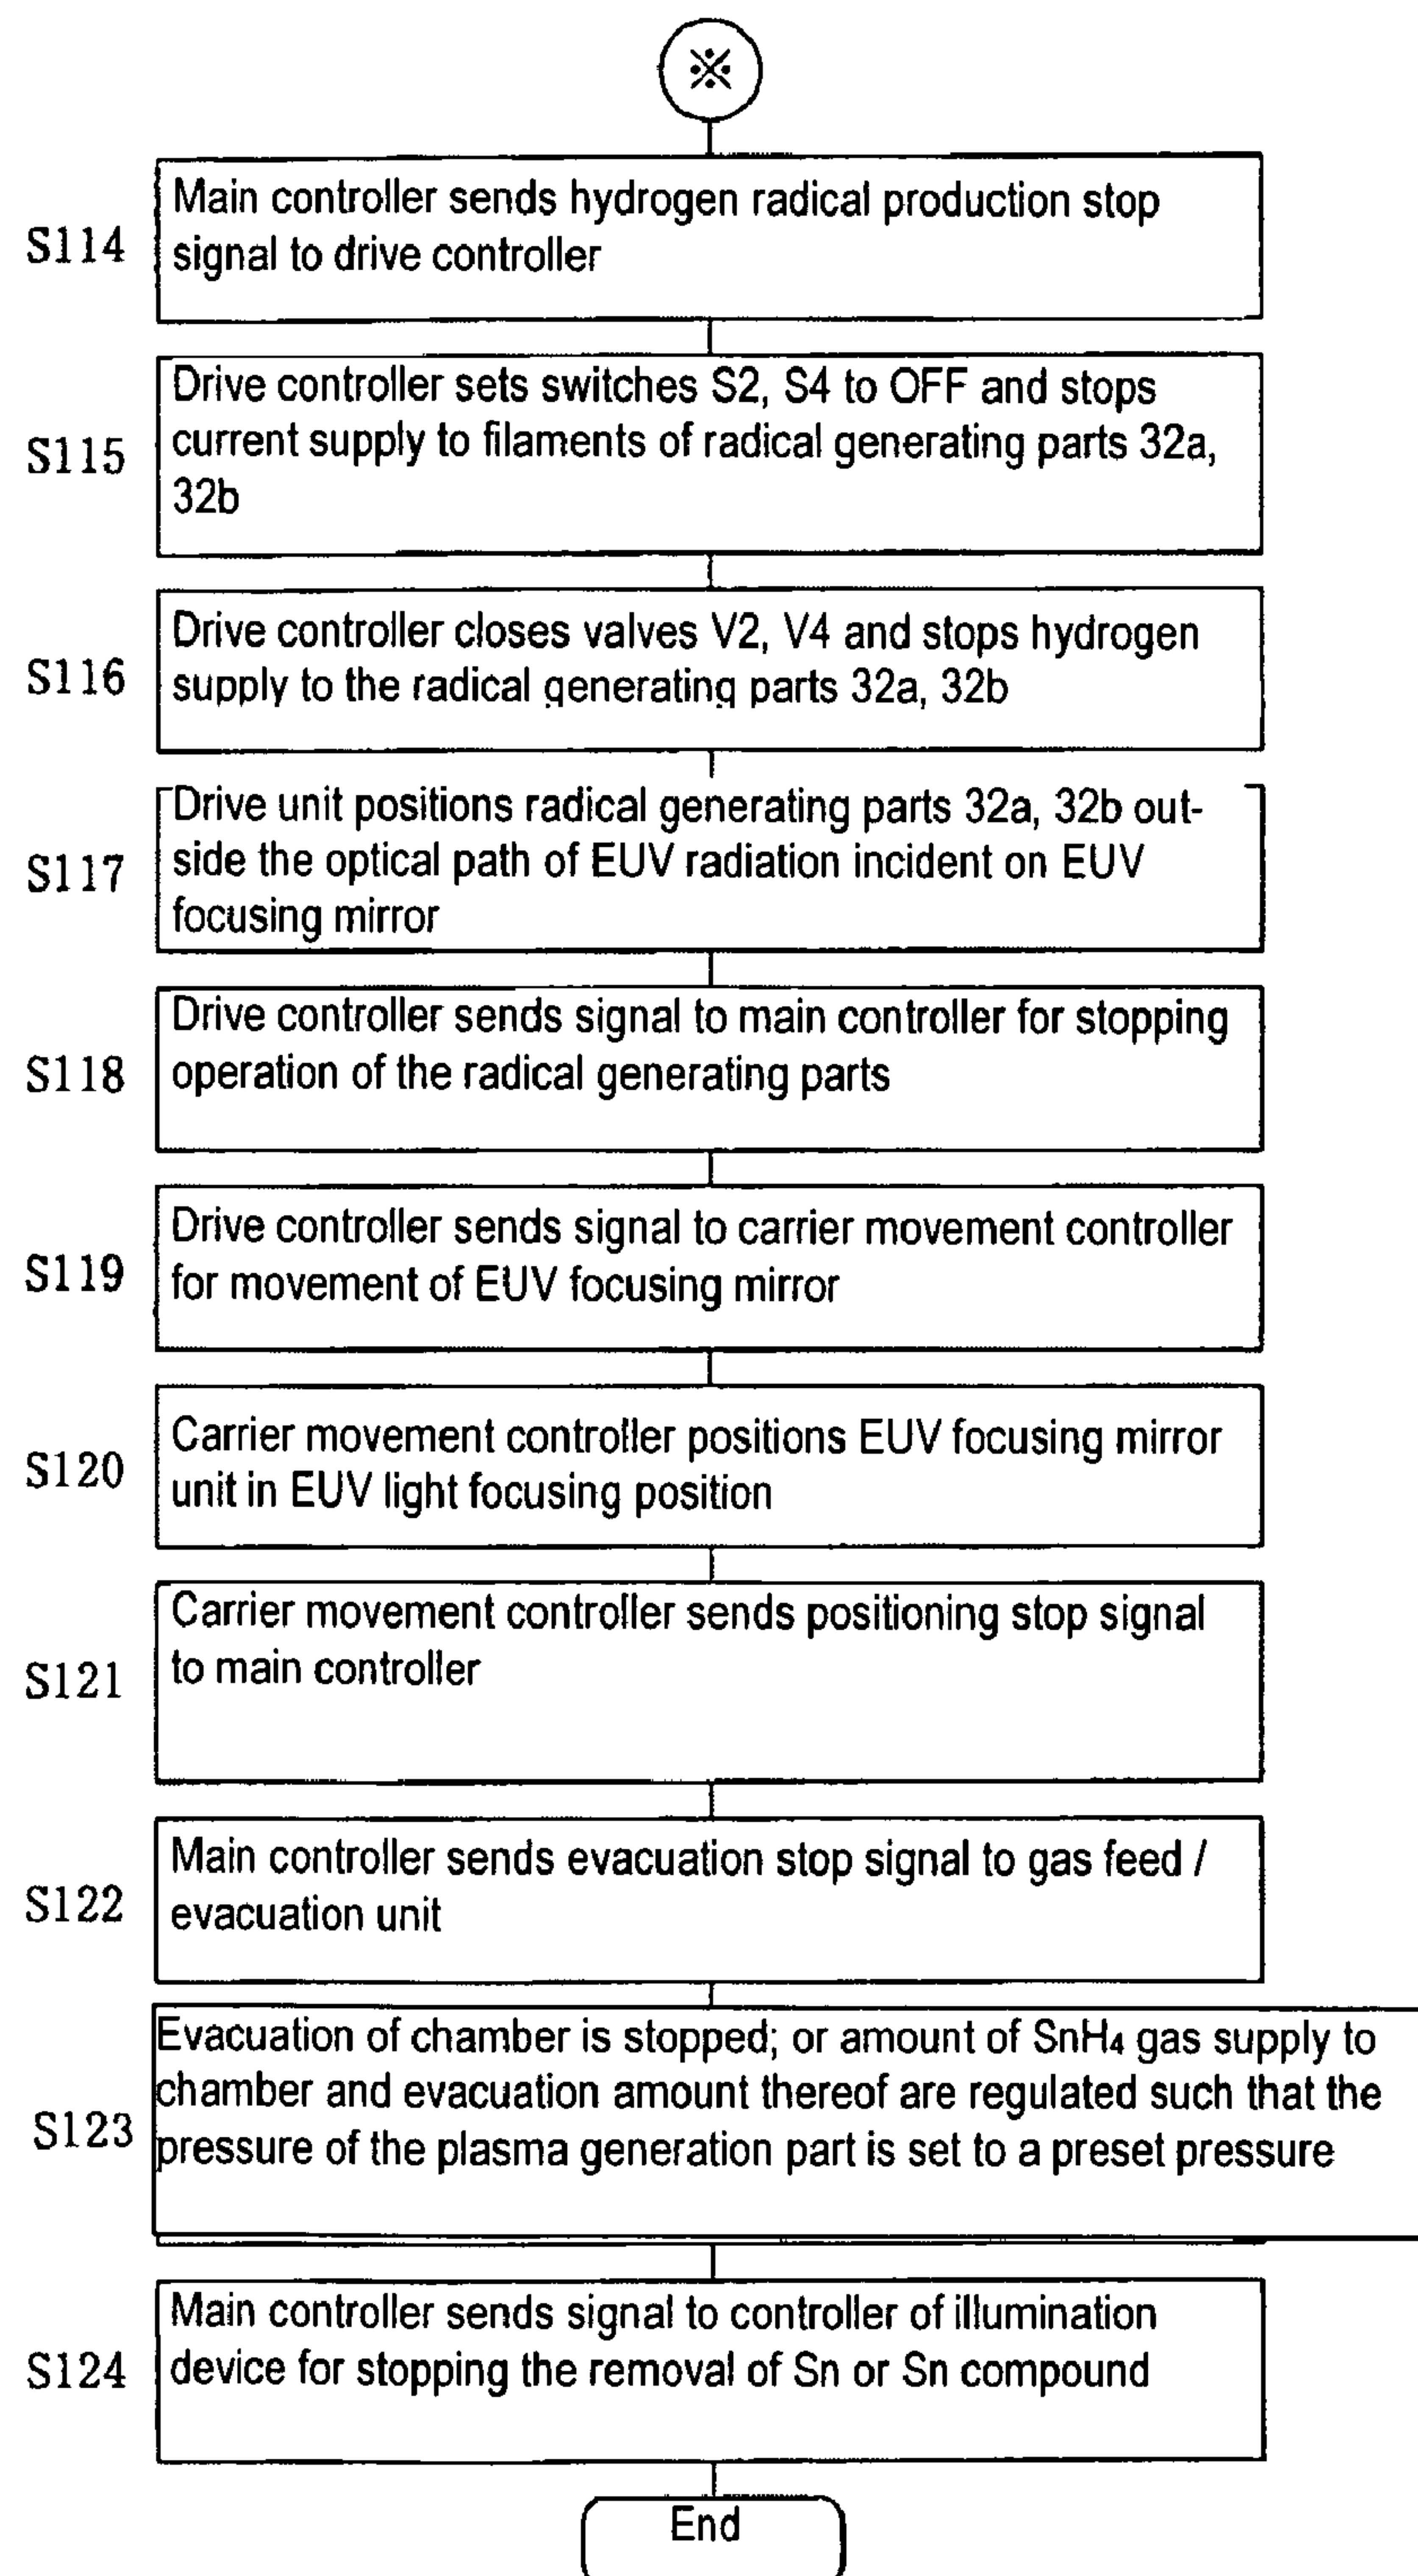 ※
S114
Main controller sends hydrogen radical production stop
signal to drive controller
S115
Drive controller sets switches S2, S4 to OFF and stops
current supply to filaments of radical generating parts 32a,
32b
S116
Drive controller closes valves V2, V4 and stops hydrogen
supply to the radical generating parts 32a, 32b
S117
Drive unit positions radical generating parts 32a, 32b out-
side the optical path of EUV radiation incident on EUV
focusing mirror
S118
Drive controller sends signal to main controller for stopping
operation of the radical generating parts
S119
Drive controller sends signal to carrier movement controller
for movement of EUV focusing mirror
S120
Carrier movement controller positions EUV focusing mirror
unit in EUV light focusing position
S121
Carrier movement controller sends positioning stop signal
to main controller
S122
Main controller sends evacuation stop signal to gas feed /
evacuation unit
S123
Evacuation of chamber is stopped; or amount of SnH₄ gas supply to
chamber and evacuation amount thereof are regulated such that the
pressure of the plasma generation part is set to a preset pressure
S124
Main controller sends signal to controller of illumination
device for stopping the removal of Sn or Sn compound
End